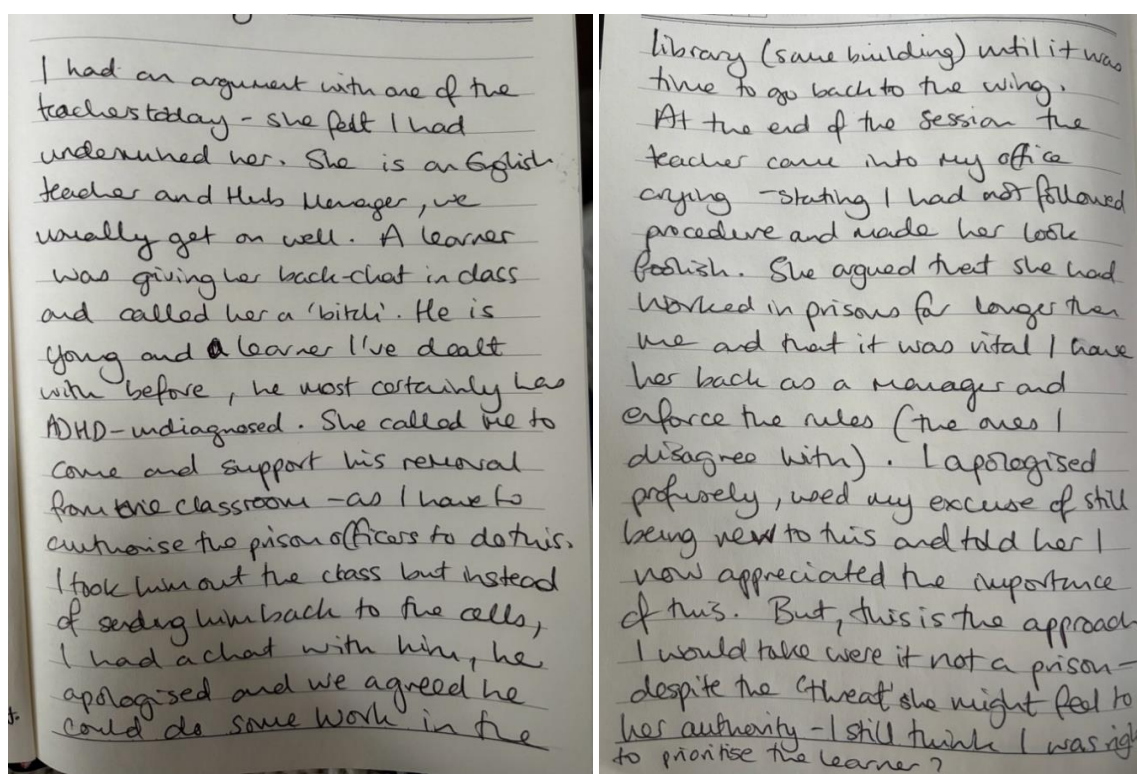 I had an argument with one of the
teachers today - she felt I had
undermined her. She is an English
teacher and Hub Manager, we
usually get on well. A learner
was giving her back-chat in class
and called her a 'bitch'. He is
young and a learner I've dealt
with before, he most certainly has
ADHD - undiagnosed. She called me to
come and support his removal
from the classroom - as I have to
authorise the prison officers to do this.
I took him out the class but instead
of sending him back to the cells,
I had a chat with him, he
apologised and we agreed he
could do some work in the
library (same building) until it was
time to go back to the wing.
At the end of the session the
teacher came into my office
crying - stating I had not followed
procedure and made her look
foolish. She argued that she had
worked in prisons far longer than
me and that it was vital I have
her back as a manager and
enforce the rules (the ones I
disagree with). I apologised
profusely, used my excuse of still
being new to this and told her I
now appreciated the importance
of this. But, this is the approach
I would take were it not a prison -
despite the 'threat' she might feel to
her authority - I still think I was righ
to prioritise the learner?